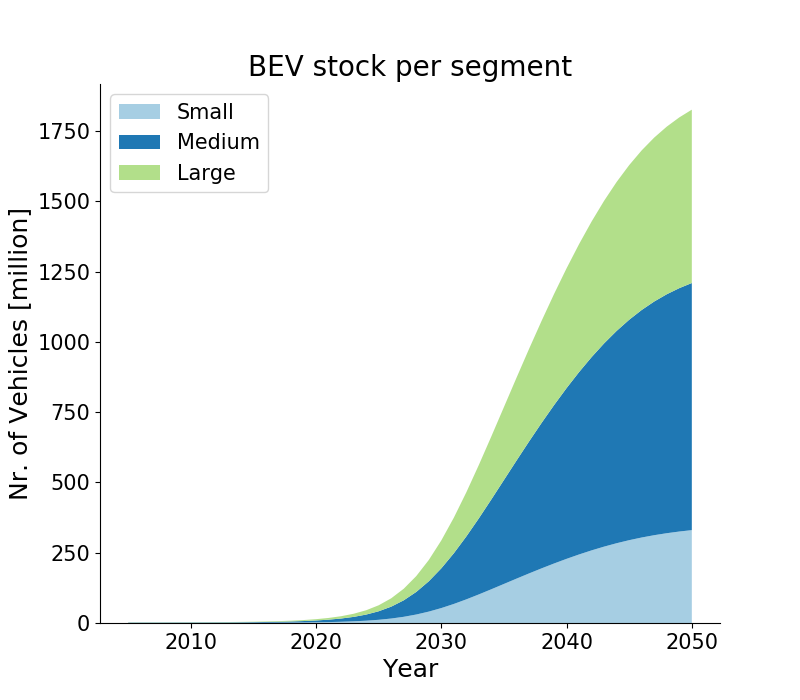 BEV stock per segment
Small
Medium
Large
Nr. of Vehicles [million]
1750
1500
1250
1000
750
500
250
0
2010 2020 2030 2040 2050
Year